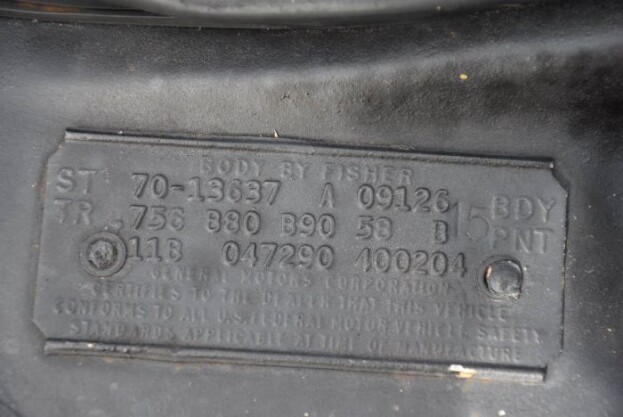 BODY BY FISHER
ST 70-13637 A 09126 BDY
TR 756 880 B90 58 B 15 PNT
11B 047290 400204
GENERAL MOTORS CORPORATION
CERTIFIES TO THE DEALER THAT THIS VEHICLE
CONFORMS TO ALL U.S. FEDERAL MOTOR VEHICLE SAFETY
STANDARDS APPLICABLE AT TIME OF MANUFACTURE